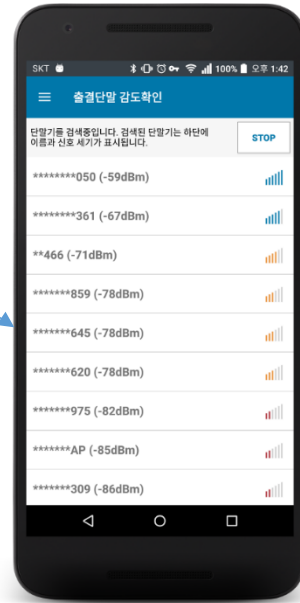 SKT 100% 오후 1:42
출결단말 감도확인
단말기를 검색중입니다. 검색된 단말기는 하단에
이름과 신호 세기가 표시됩니다.
STOP
********050 (-59dBm)
********361 (-67dBm)
**466 (-71dBm)
*******859 (-78dBm)
*******645 (-78dBm)
*******620 (-78dBm)
*******975 (-82dBm)
*******AP (-85dBm)
*******309 (-86dBm)